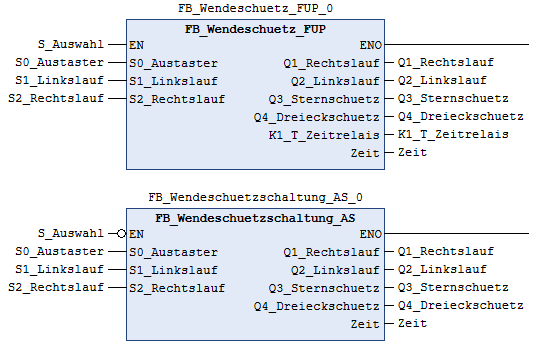 FB_Wendeschuetz_FUP_0
FB_Wendeschuetz_FUP
S_Auswahl EN ENO
S0_Austaster S0_Austaster Q1_Rechtslauf Q1_Rechtslauf
S1_Linkslauf S1_Linkslauf Q2_Linkslauf Q2_Linkslauf
S2_Rechtslauf S2_Rechtslauf Q3_Sternschuetz Q3_Sternschuetz
Q4_Dreieckschuetz Q4_Dreieckschuetz
K1_T_Zeitrelais K1_T_Zeitrelais
Zeit Zeit
FB_Wendeschuetzschaltung_AS_0
FB_Wendeschuetzschaltung_AS
S_Auswahl EN ENO
S0_Austaster S0_Austaster Q1_Rechtslauf Q1_Rechtslauf
S1_Linkslauf S1_Linkslauf Q2_Linkslauf Q2_Linkslauf
S2_Rechtslauf S2_Rechtslauf Q3_Sternschuetz Q3_Sternschuetz
Q4_Dreieckschuetz Q4_Dreieckschuetz
Zeit Zeit